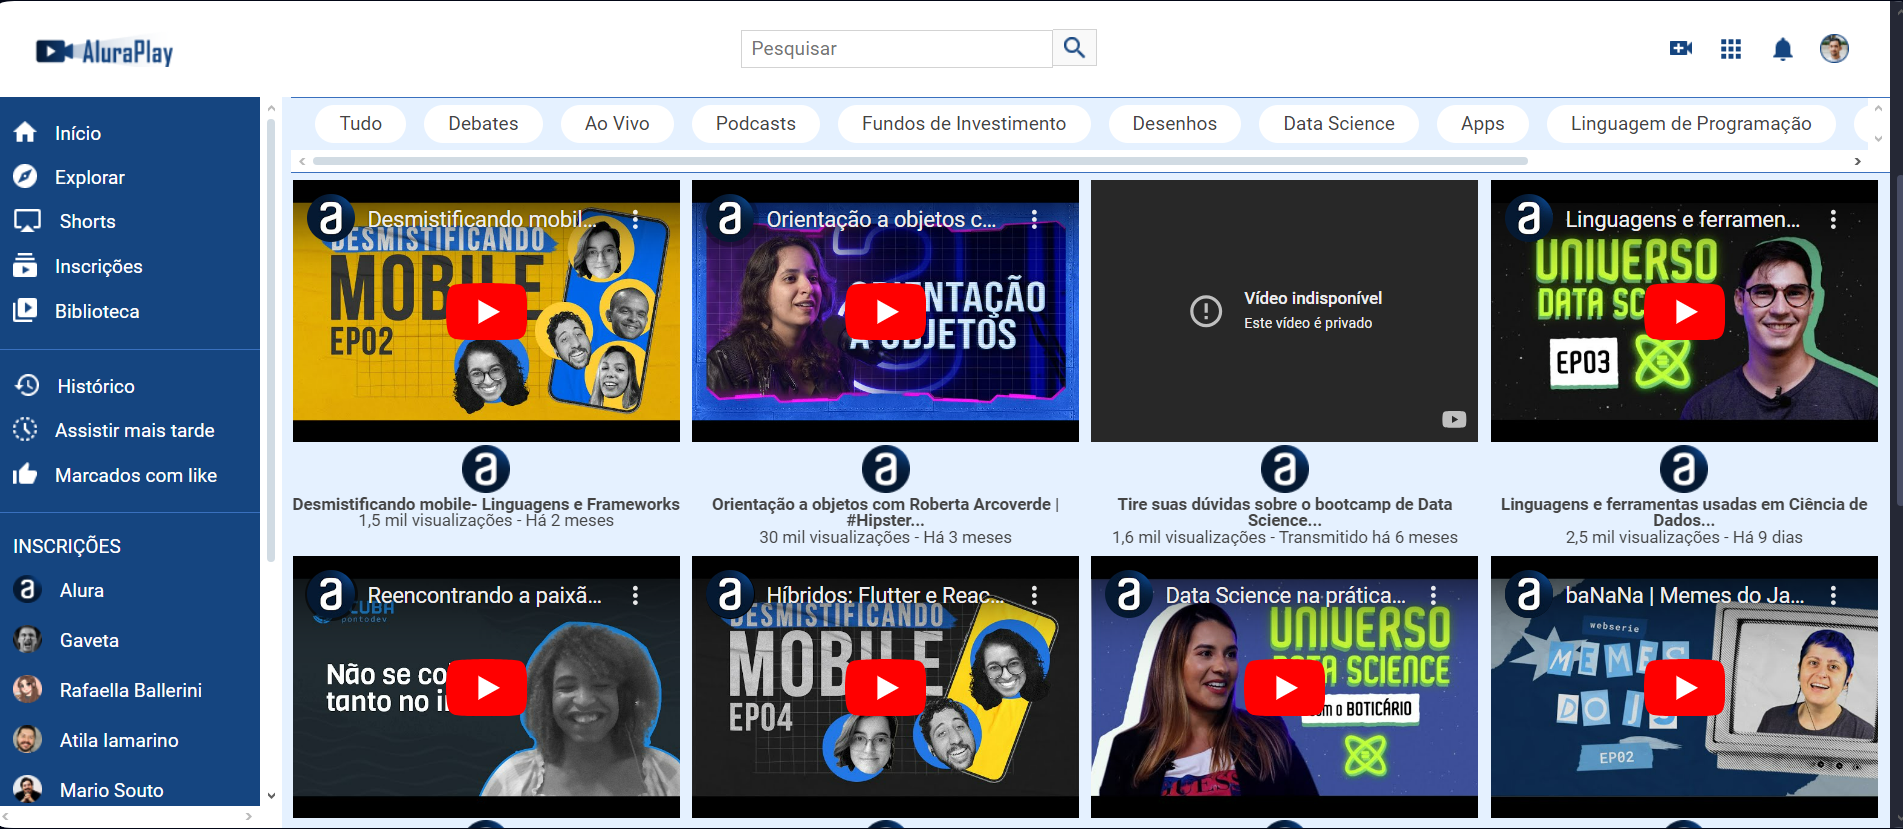 AluraPlay
Pesquisar
Início
Explorar
Shorts
Inscrições
Biblioteca
Histórico
Assistir mais tarde
Marcados com like
INSCRIÇÕES
Alura
Gaveta
Rafaella Ballerini
Atila Iamarino
Mario Souto
Tudo
Debates
Ao Vivo
Podcasts
Fundos de Investimento
Desenhos
Data Science
Apps
Linguagem de Programação
a
Desmistificando mobil...
DESMISTIFICANDO
MOBILE
EP02
a
Desmistificando mobile- Linguagens e Frameworks
1,5 mil visualizações - Há 2 meses
a
Orientação a objetos c...
ORIENTAÇÃO
A OBJETOS
a
Orientação a objetos com Roberta Arcoverde |
#Hipster...
30 mil visualizações - Há 3 meses
Vídeo indisponível
Este vídeo é privado
a
Tire suas dúvidas sobre o bootcamp de Data
Science...
1,6 mil visualizações - Transmitido há 6 meses
a
Linguagens e ferramen...
UNIVERSO
DATA SC
EP03
a
Linguagens e ferramentas usadas em Ciência de
Dados...
2,5 mil visualizações - Há 9 dias
a
Reencontrando a paixã...
pontodev
Não se co
tanto no i
a
Híbridos: Flutter e Reac...
DESMISTIFICANDO
MOBILE
EP04
a
Data Science na prática...
UNIVERSO
DATA SCIENCE
com o BOTICÁRIO
a
baNaNa | Memes do Ja...
webserie
MEMES
DO JS
EP02